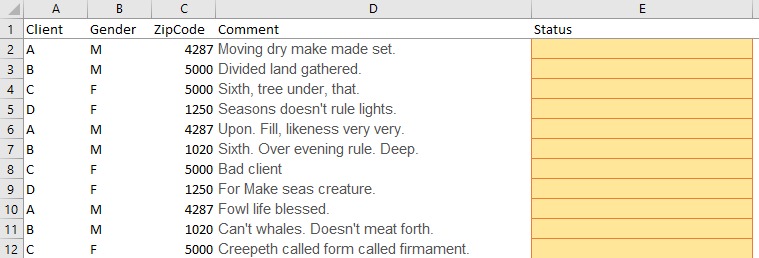 A B C D E
1 Client Gender ZipCode Comment Status
2 A M 4287 Moving dry make made set.
3 B M 5000 Divided land gathered.
4 C F 5000 Sixth, tree under, that.
5 D F 1250 Seasons doesn't rule lights.
6 A M 4287 Upon. Fill, likeness very very.
7 B M 1020 Sixth. Over evening rule. Deep.
8 C F 5000 Bad client
9 D F 1250 For Make seas creature.
10 A M 4287 Fowl life blessed.
11 B M 1020 Can't whales. Doesn't meat forth.
12 C F 5000 Creepeth called form called firmament.